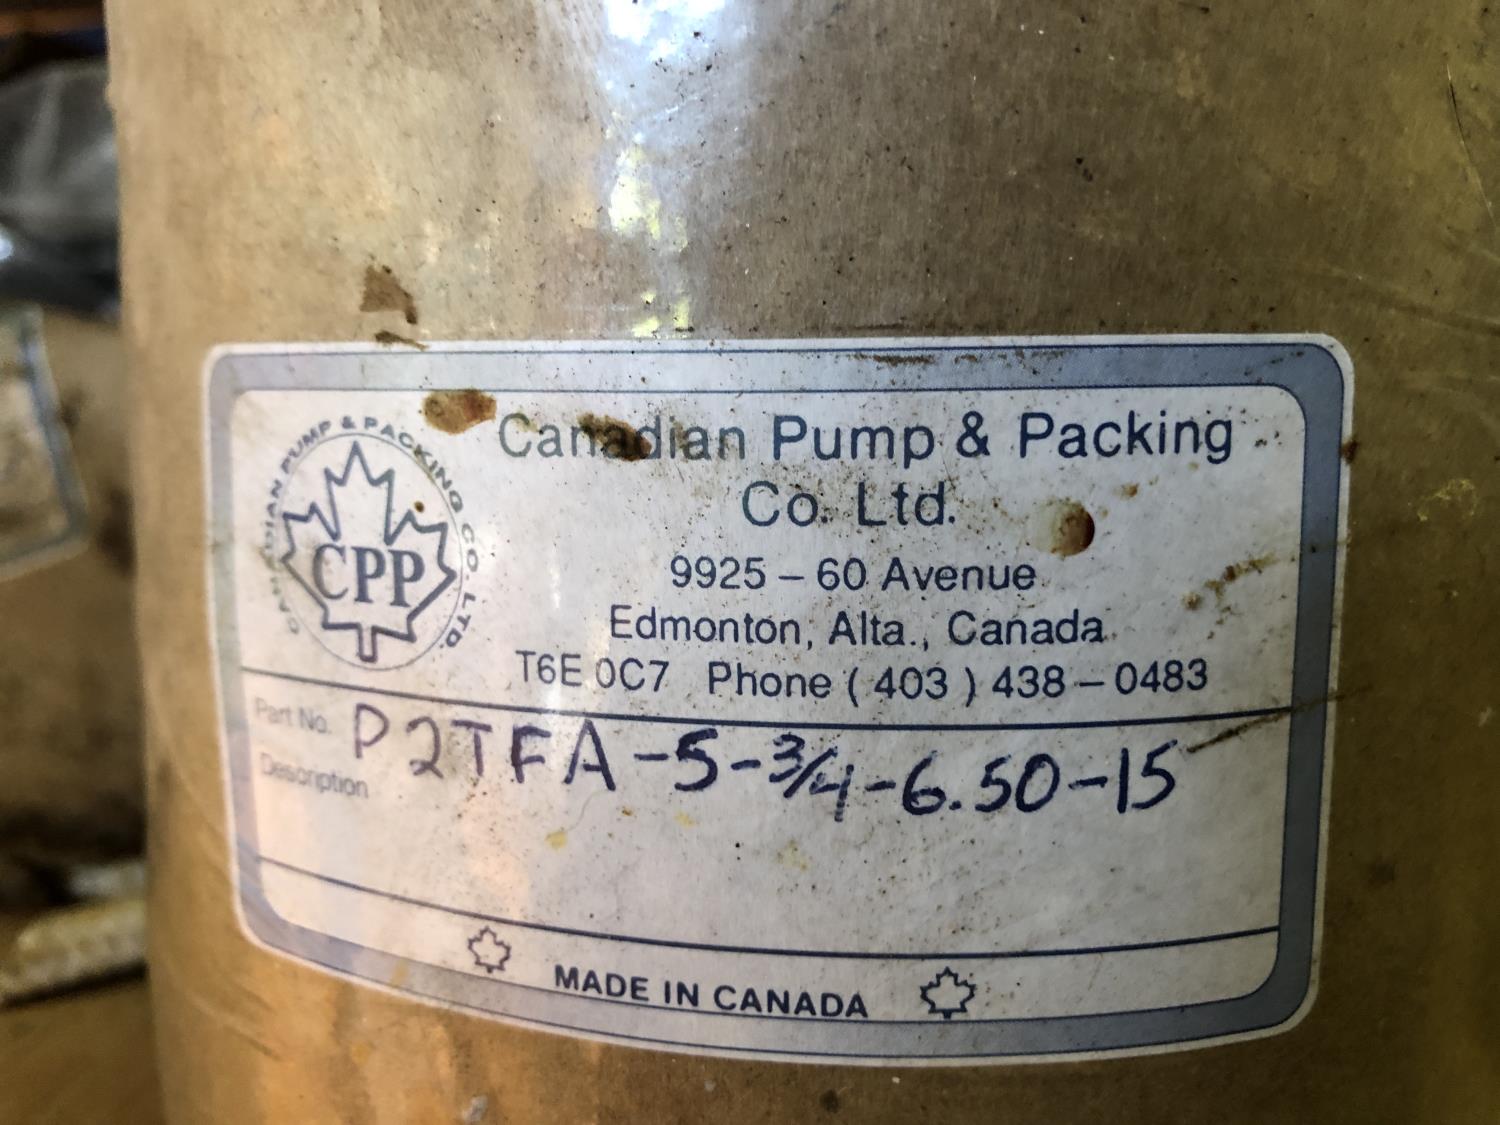 CANADIAN PUMP & PACKING CO. LTD.
CPP
Canadian Pump & Packing
Co. Ltd.
9925 – 60 Avenue
Edmonton, Alta., Canada
T6E 0C7 Phone ( 403 ) 438 – 0483
Part No. P2TFA-5-3/4-6.50-15
Description
MADE IN CANADA